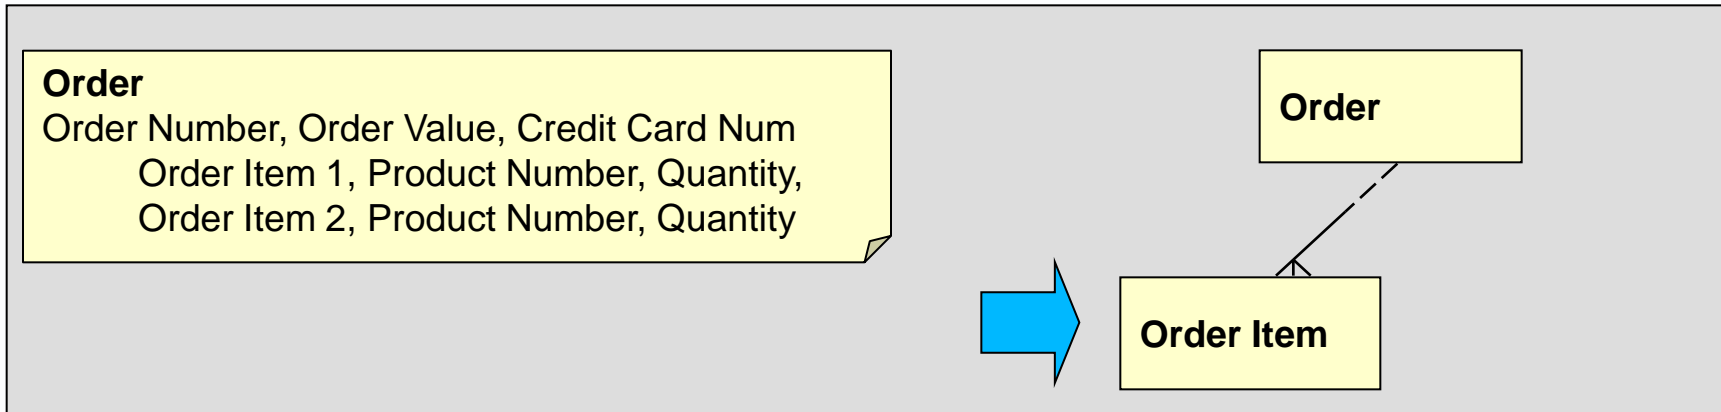 Order
Order Number, Order Value, Credit Card Num
Order Item 1, Product Number, Quantity,
Order Item 2, Product Number, Quantity
Order
Order Item